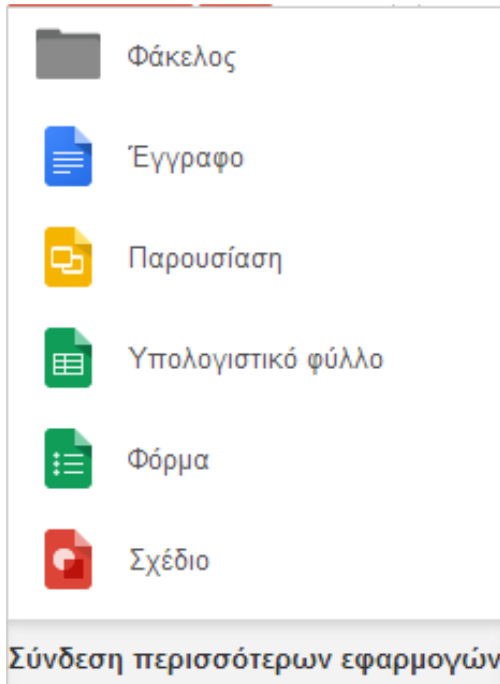 Φάκελος
Έγγραφο
Παρουσίαση
Υπολογιστικό φύλλο
Φόρμα
Σχέδιο
Σύνδεση περισσότερων εφαρμογών